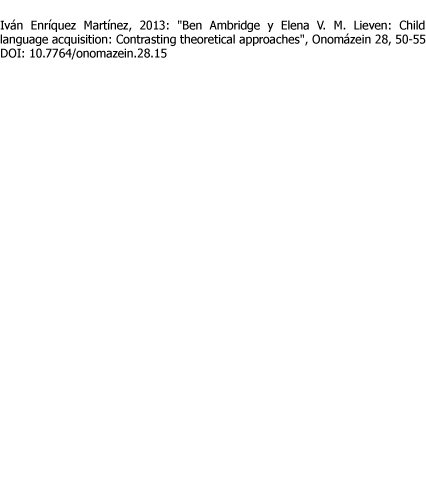 Iván Enríquez Martínez, 2013: "Ben Ambridge y Elena V. M. Lieven: Child
language acquisition: Contrasting theoretical approaches", Onomázein 28, 50-55
DOI: 10.7764/onomazein.28.15